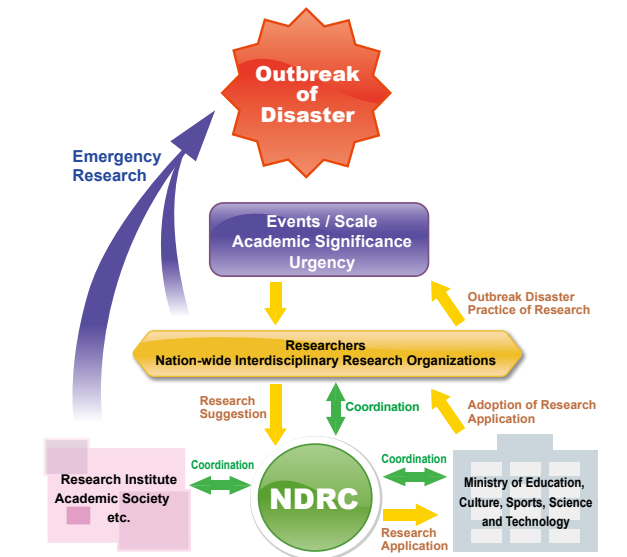 Outbreak
of
Disaster
Emergency
Research
Events / Scale
Academic Significance
Urgency
Outbreak Disaster
Practice of Research
Researchers
Nation-wide Interdisciplinary Research Organizations
Research
Suggestion
Coordination
Adoption of Research
Application
Research Institute
Academic Society
etc.
Coordination
NDRC
Coordination
Ministry of Education,
Culture, Sports, Science
and Technology
Research
Application